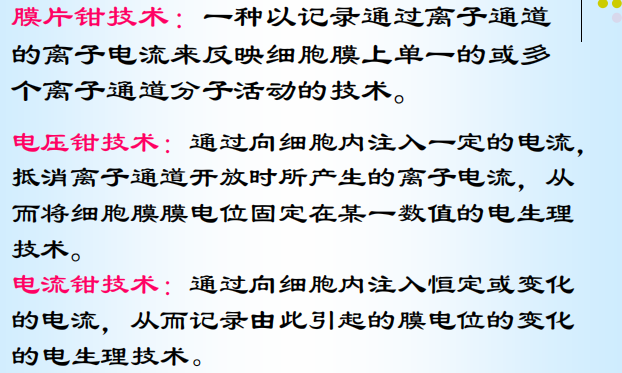 膜片钳技术：一种以记录通过离子通道
的离子电流来反映细胞膜上单一的或多
个离子通道分子活动的技术。
电压钳技术：通过向细胞内注入一定的电流，
抵消离子通道开放时所产生的离子电流，从
而将细胞膜膜电位固定在某一数值的电生理
技术。
电流钳技术：通过向细胞内注入恒定或变化
的电流，从而记录由此引起的膜电位的变化
的电生理技术。